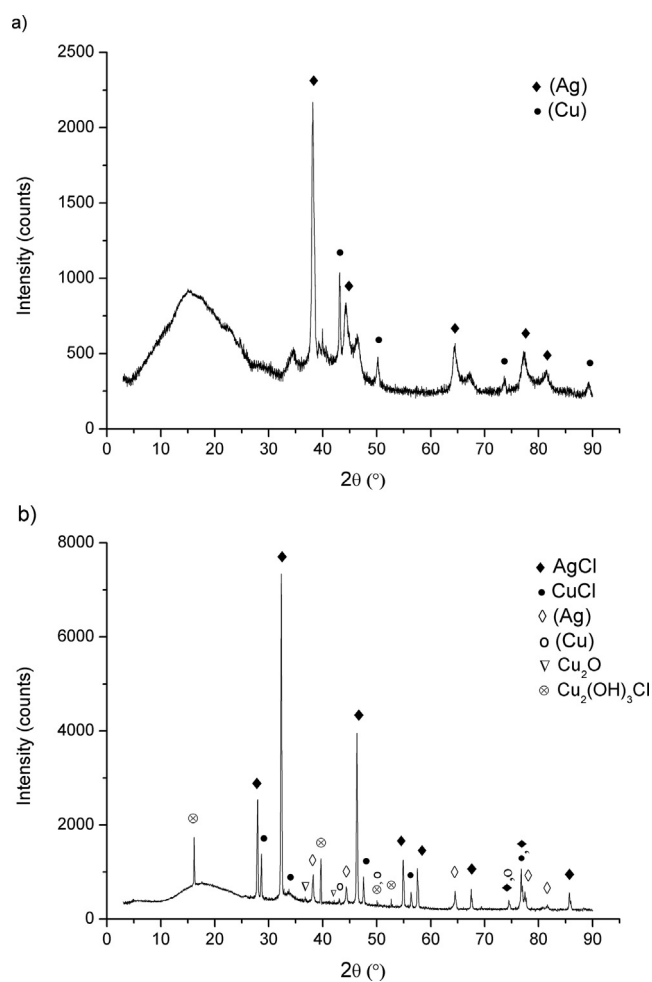 a)
2500
2000
1500
1000
500
0
Intensity (counts)
◆ (Ag)
● (Cu)
0 10 20 30 40 50 60 70 80 90
2θ (°)
b)
8000
6000
4000
2000
0
Intensity (counts)
◆ AgCl
● CuCl
◇ (Ag)
o (Cu)
▽ Cu₂O
⊗ Cu₂(OH)₃Cl
0 10 20 30 40 50 60 70 80 90
2θ (°)